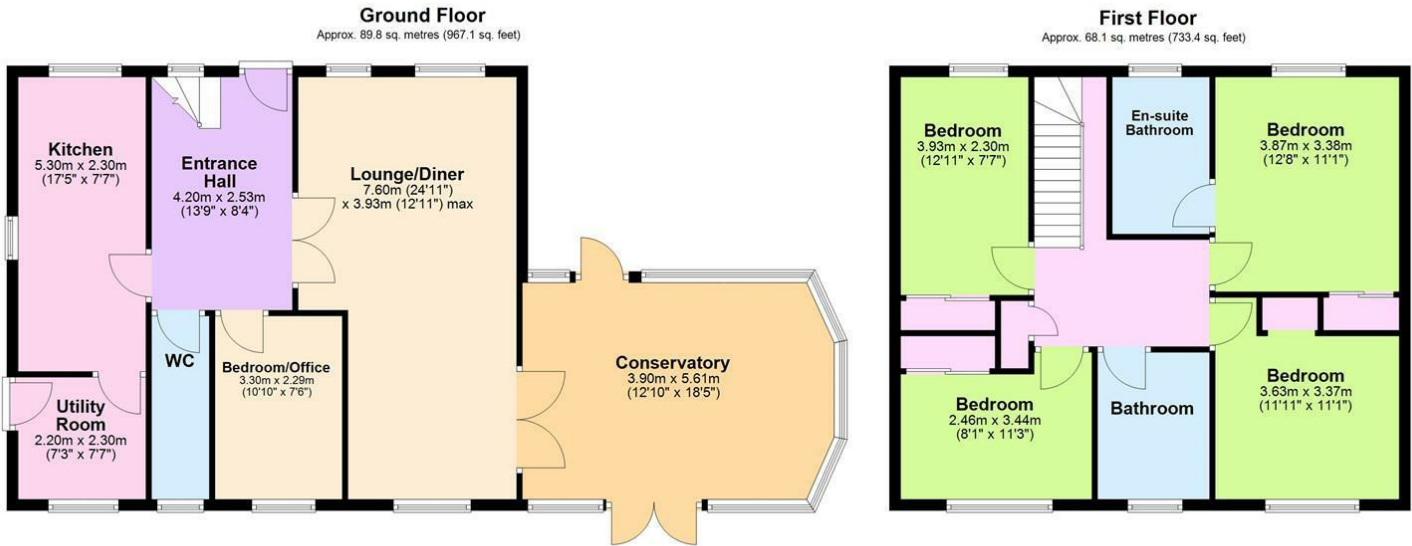 Ground Floor
Approx. 89.8 sq. metres (967.1 sq. feet)
Kitchen
5.30m x 2.30m
(17'5" x 7'7")
Entrance
Hall
4.20m x 2.53m
(13'9" x 8'4")
Lounge/Diner
7.60m (24'11")
x 3.93m (12'11") max
WC
Bedroom/Office
3.30m x 2.29m
(10'10" x 7'6")
Utility
Room
2.20m x 2.30m
(7'3" x 7'7")
Conservatory
3.90m x 5.61m
(12'10" x 18'5")
First Floor
Approx. 68.1 sq. metres (733.4 sq. feet)
Bedroom
3.93m x 2.30m
(12'11" x 7'7")
En-suite
Bathroom
Bedroom
3.87m x 3.38m
(12'8" x 11'1")
Bedroom
2.46m x 3.44m
(8'1" x 11'3")
Bathroom
Bedroom
3.63m x 3.37m
(11'11" x 11'1")